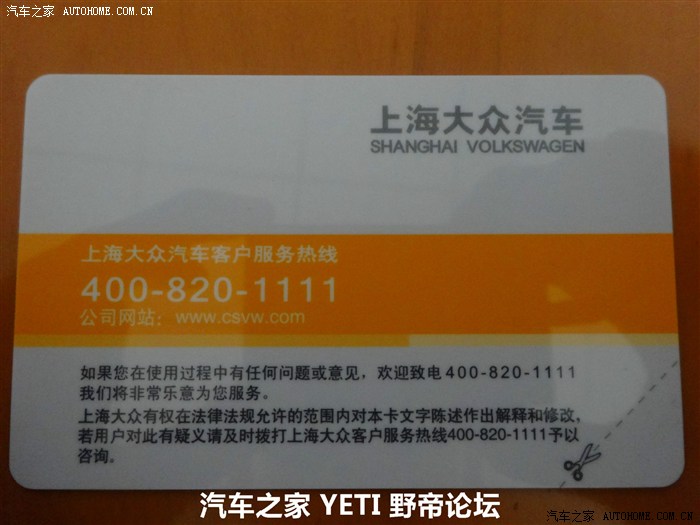 汽车之家 AUTOHOME.COM.CN
汽车之家 AUTOHOME.COM.CN
上海大众汽车
SHANGHAI VOLKSWAGEN
上海大众汽车客户服务热线
400-820-1111
公司网站：www.csvw.com
如果您在使用过程中有任何问题或意见，欢迎致电400-820-1111
我们将非常乐意为您服务。
上海大众有权在法律法规允许的范围内对本卡文字陈述作出解释和修改，
若用户对此有疑义请及时拨打上海大众客户服务热线400-820-1111予以
咨询。
汽车之家 YETI 野帝论坛
汽车之家 AUTOHOME.COM.CN